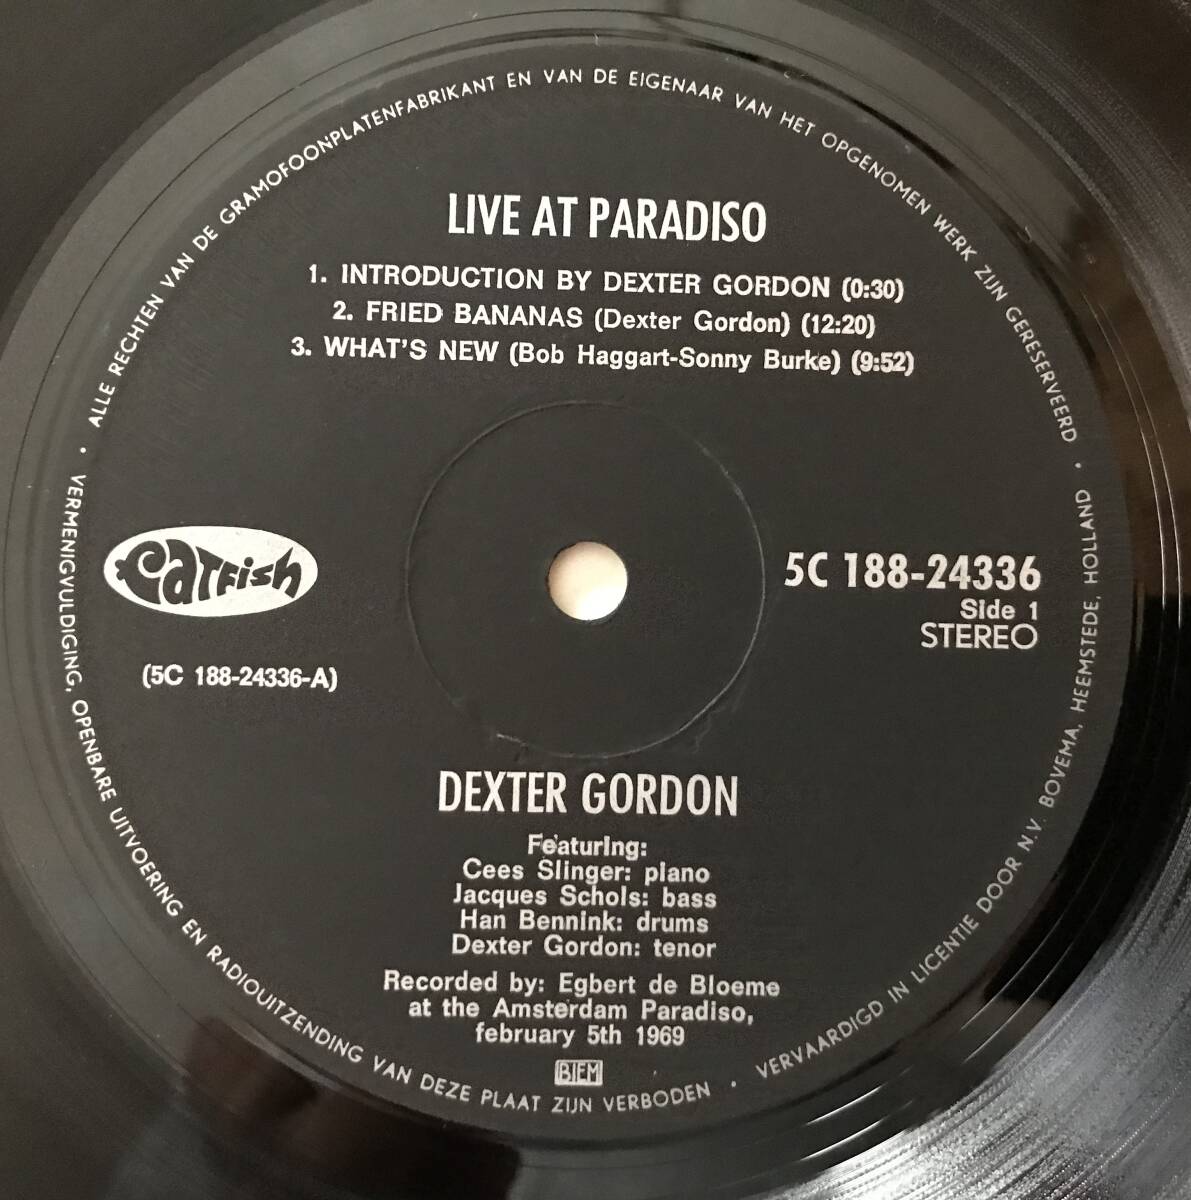 ALLE RECHTEN VAN DE GRAMOFOONPLATENFABRIKANT EN VAN DE EIGENAAR VAN HET OPGENOMEN WERK ZIJN GERESERVEERD •
LIVE AT PARADISO
1. INTRODUCTION BY DEXTER GORDON (0:30)
2. FRIED BANANAS (Dexter Gordon) (12:20)
3. WHAT'S NEW (Bob Haggart-Sonny Burke) (9:52)
catfish
(5C 188-24336-A)
5C 188-24336
Side 1
STEREO
DEXTER GORDON
Featuring:
Cees Slinger: piano
Jacques Schols: bass
Han Bennink: drums
Dexter Gordon: tenor
Recorded by: Egbert de Bloeme
at the Amsterdam Paradiso,
february 5th 1969
BIEM
VERVAARDIGD IN LICENTIE DOOR N.V. BOVEMA, HEEMSTEDE, HOLLAND •
VERMENIGVULDIGING, OPENBARE UITVOERING EN RADIOUITZENDING VAN DEZE PLAAT ZIJN VERBODEN •